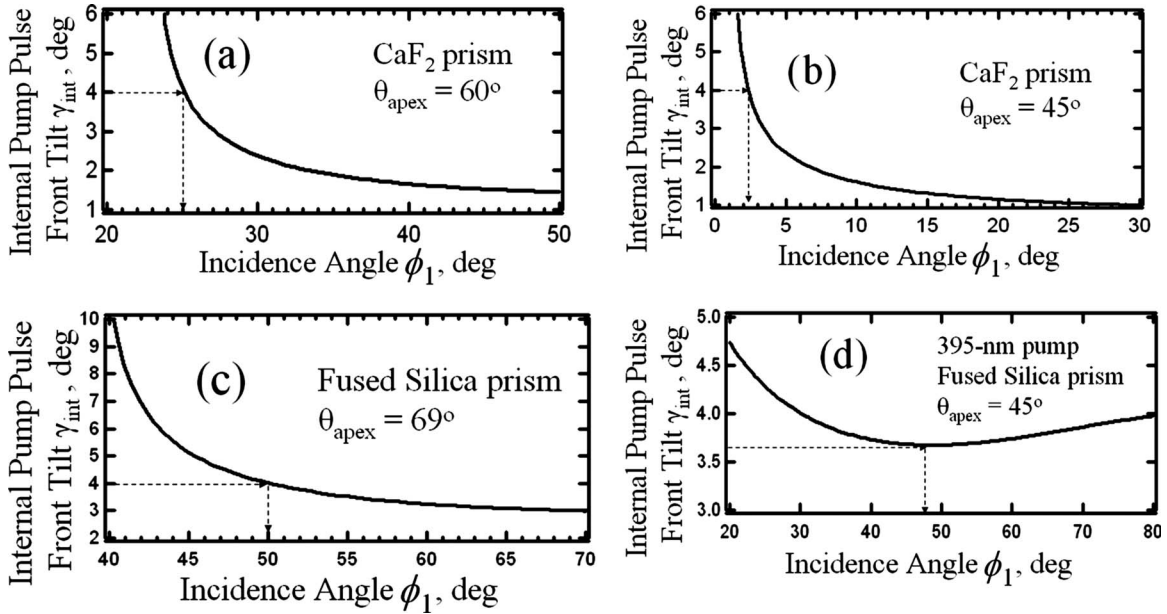 Internal Pump Pulse
Front Tilt γint , deg
6
5
4
3
2
1
(a)
CaF2 prism
θapex = 60o
20 30 40 50
Incidence Angle ϕ1, deg
Internal Pump Pulse
Front Tilt γint , deg
6
5
4
3
2
1
(b)
CaF2 prism
θapex = 45o
0 5 10 15 20 25 30
Incidence Angle ϕ1, deg
Internal Pump Pulse
Front Tilt γint , deg
10
9
8
7
6
5
4
3
2
(c)
Fused Silica prism
θapex = 69o
40 45 50 55 60 65 70
Incidence Angle ϕ1, deg
Internal Pump Pulse
Front Tilt γint , deg
5.0
4.5
4.0
3.5
3.0
(d)
395-nm pump
Fused Silica prism
θapex = 45o
20 30 40 50 60 70 80
Incidence Angle ϕ1, deg